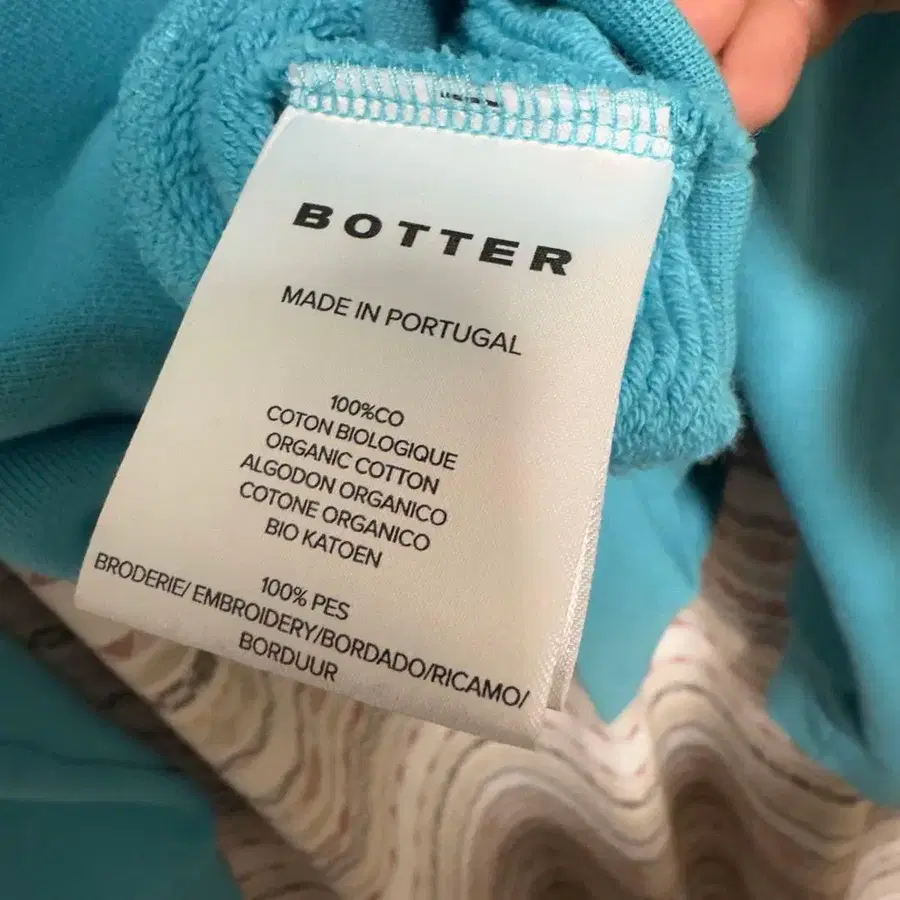 BOTTER
MADE IN PORTUGAL
100%CO
COTON BIOLOGIQUE
ORGANIC COTTON
ALGODON ORGANICO
COTONE ORGANICO
BIO KATOEN
100% PES
BRODERIE/ EMBROIDERY/BORDADO/RICAMO/
BORDUUR